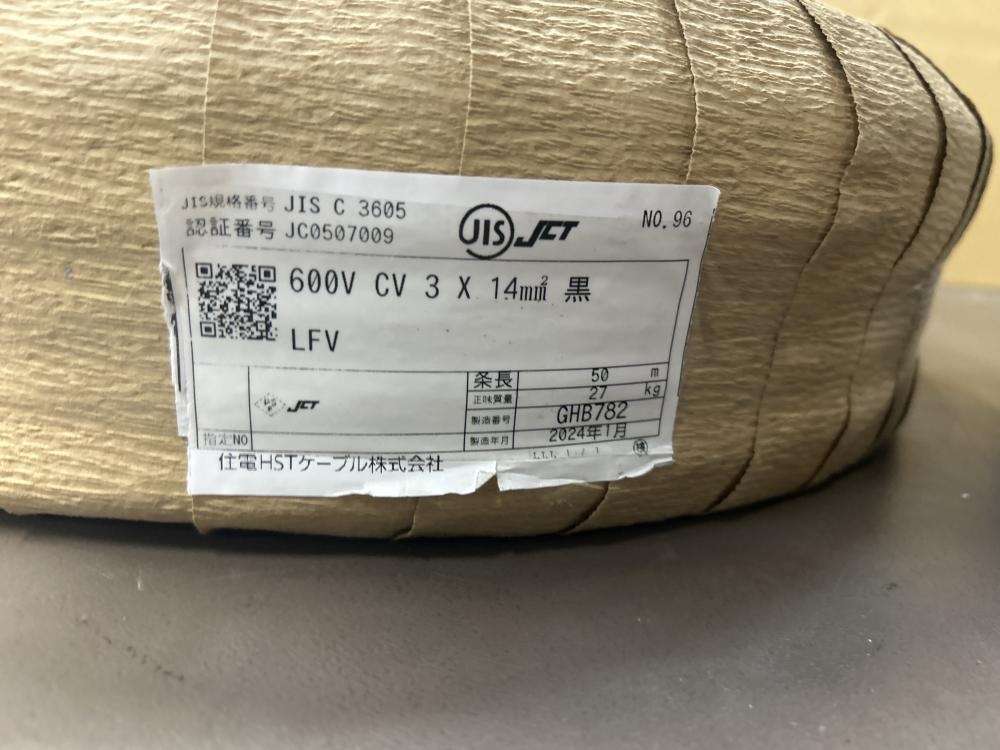 JIS規格番号 JIS C 3605
認証番号 JC0507009
JIS JET
NO.96
600V CV 3 X 14mm² 黒
LFV
JET
条長 50 m
正味質量 27 kg
製造番号 GHB782
製造年月 2024年1月
指定NO
住電HSTケーブル株式会社